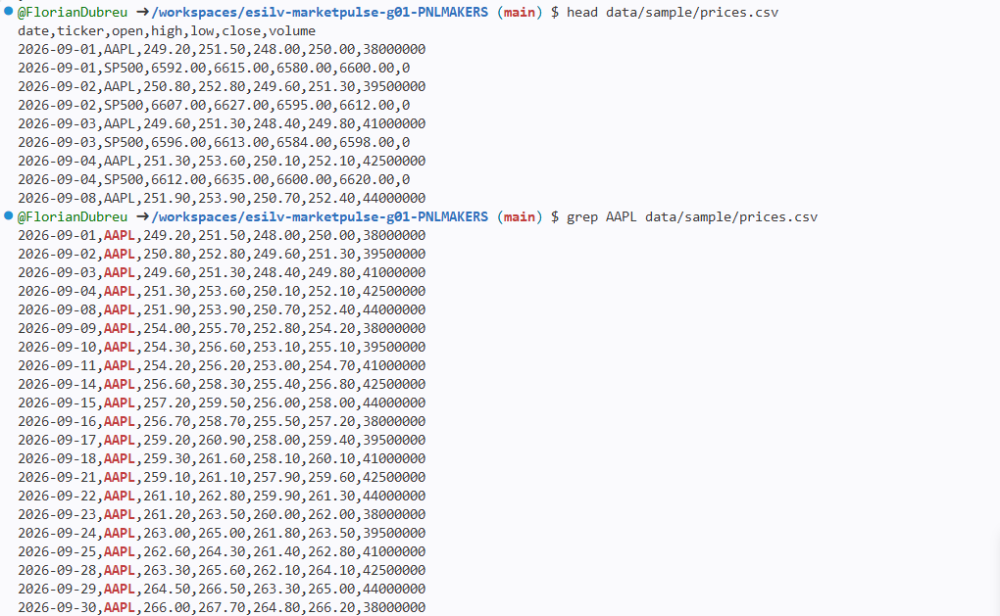 @FlorianDubreu ➜/workspaces/esilv-marketpulse-g01-PNLMAKERS (main) $ head data/sample/prices.csv
date,ticker,open,high,low,close,volume
2026-09-01,AAPL,249.20,251.50,248.00,250.00,38000000
2026-09-01,SP500,6592.00,6615.00,6580.00,6600.00,0
2026-09-02,AAPL,250.80,252.80,249.60,251.30,39500000
2026-09-02,SP500,6607.00,6627.00,6595.00,6612.00,0
2026-09-03,AAPL,249.60,251.30,248.40,249.80,41000000
2026-09-03,SP500,6596.00,6613.00,6584.00,6598.00,0
2026-09-04,AAPL,251.30,253.60,250.10,252.10,42500000
2026-09-04,SP500,6612.00,6635.00,6600.00,6620.00,0
2026-09-08,AAPL,251.90,253.90,250.70,252.40,44000000
@FlorianDubreu ➜/workspaces/esilv-marketpulse-g01-PNLMAKERS (main) $ grep AAPL data/sample/prices.csv
2026-09-01,AAPL,249.20,251.50,248.00,250.00,38000000
2026-09-02,AAPL,250.80,252.80,249.60,251.30,39500000
2026-09-03,AAPL,249.60,251.30,248.40,249.80,41000000
2026-09-04,AAPL,251.30,253.60,250.10,252.10,42500000
2026-09-08,AAPL,251.90,253.90,250.70,252.40,44000000
2026-09-09,AAPL,254.00,255.70,252.80,254.20,38000000
2026-09-10,AAPL,254.30,256.60,253.10,255.10,39500000
2026-09-11,AAPL,254.20,256.20,253.00,254.70,41000000
2026-09-14,AAPL,256.60,258.30,255.40,256.80,42500000
2026-09-15,AAPL,257.20,259.50,256.00,258.00,44000000
2026-09-16,AAPL,256.70,258.70,255.50,257.20,38000000
2026-09-17,AAPL,259.20,260.90,258.00,259.40,39500000
2026-09-18,AAPL,259.30,261.60,258.10,260.10,41000000
2026-09-21,AAPL,259.10,261.10,257.90,259.60,42500000
2026-09-22,AAPL,261.10,262.80,259.90,261.30,44000000
2026-09-23,AAPL,261.20,263.50,260.00,262.00,38000000
2026-09-24,AAPL,263.00,265.00,261.80,263.50,39500000
2026-09-25,AAPL,262.60,264.30,261.40,262.80,41000000
2026-09-28,AAPL,263.30,265.60,262.10,264.10,42500000
2026-09-29,AAPL,264.50,266.50,263.30,265.00,44000000
2026-09-30,AAPL,266.00,267.70,264.80,266.20,38000000